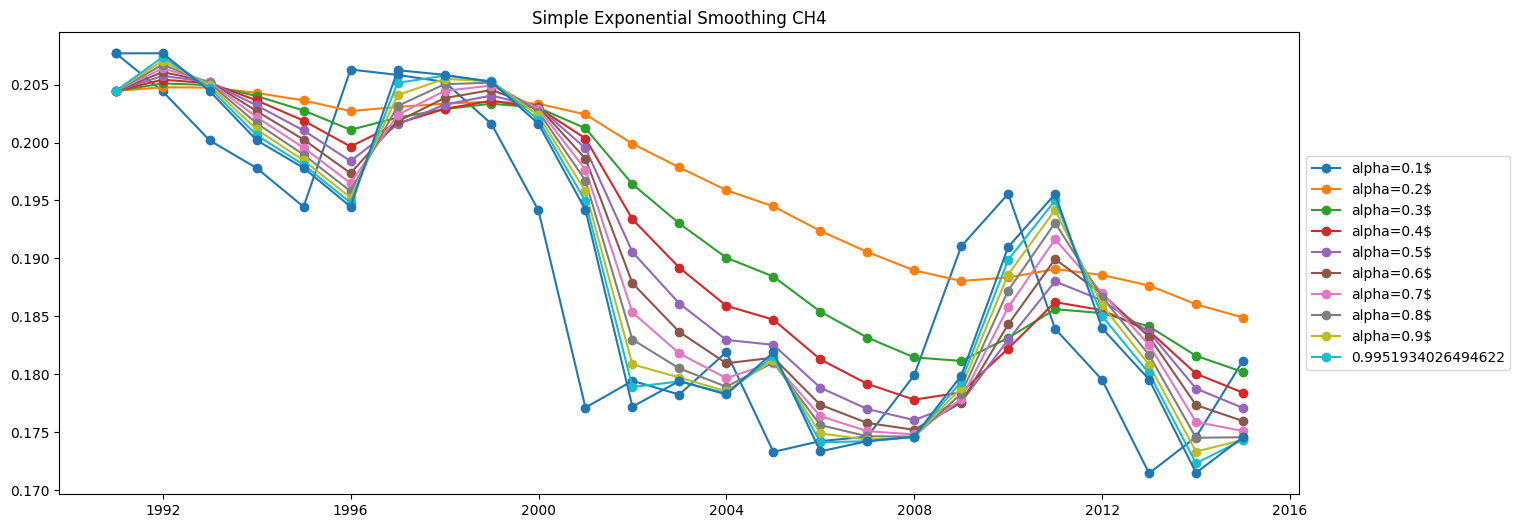 Simple Exponential Smoothing CH4
0.205
0.200
0.195
0.190
0.185
0.180
0.175
0.170
1992 1996 2000 2004 2008 2012 2016
alpha=0.1$
alpha=0.2$
alpha=0.3$
alpha=0.4$
alpha=0.5$
alpha=0.6$
alpha=0.7$
alpha=0.8$
alpha=0.9$
0.9951934026494622